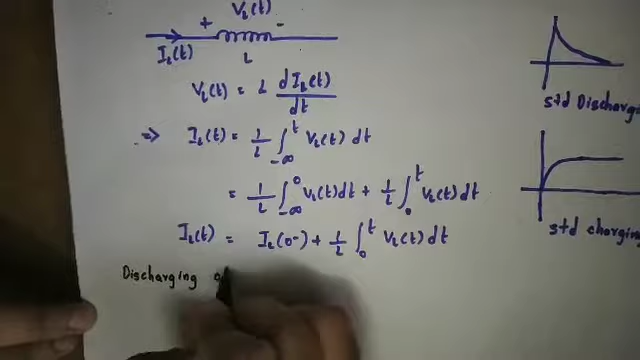 V_L(t)
+ -
I_L(t)
L
V_L(t) = L dI_L(t)/dt
=> I_L(t) = 1/L ∫_{-∞}^{t} V_L(t) dt
= 1/L ∫_{-∞}^{0} V_L(t)dt + 1/L ∫_{0}^{t} V_L(t)dt
I_L(t) = I_L(0-) + 1/L ∫_{0}^{t} V_L(t)dt
Discharging
std Discharging
std charging